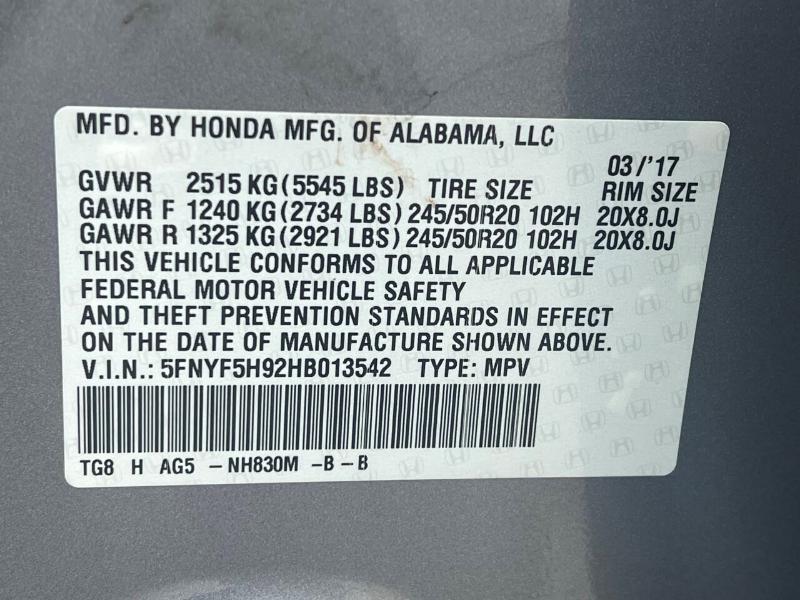 MFD. BY HONDA MFG. OF ALABAMA, LLC
03/'17
GVWR 2515 KG (5545 LBS) TIRE SIZE RIM SIZE
GAWR F 1240 KG (2734 LBS) 245/50R20 102H 20X8.0J
GAWR R 1325 KG (2921 LBS) 245/50R20 102H 20X8.0J
THIS VEHICLE CONFORMS TO ALL APPLICABLE
FEDERAL MOTOR VEHICLE SAFETY
AND THEFT PREVENTION STANDARDS IN EFFECT
ON THE DATE OF MANUFACTURE SHOWN ABOVE.
V.I.N.: 5FNYF5H92HB013542 TYPE: MPV
TG8 H AG5 -NH830M -B-B